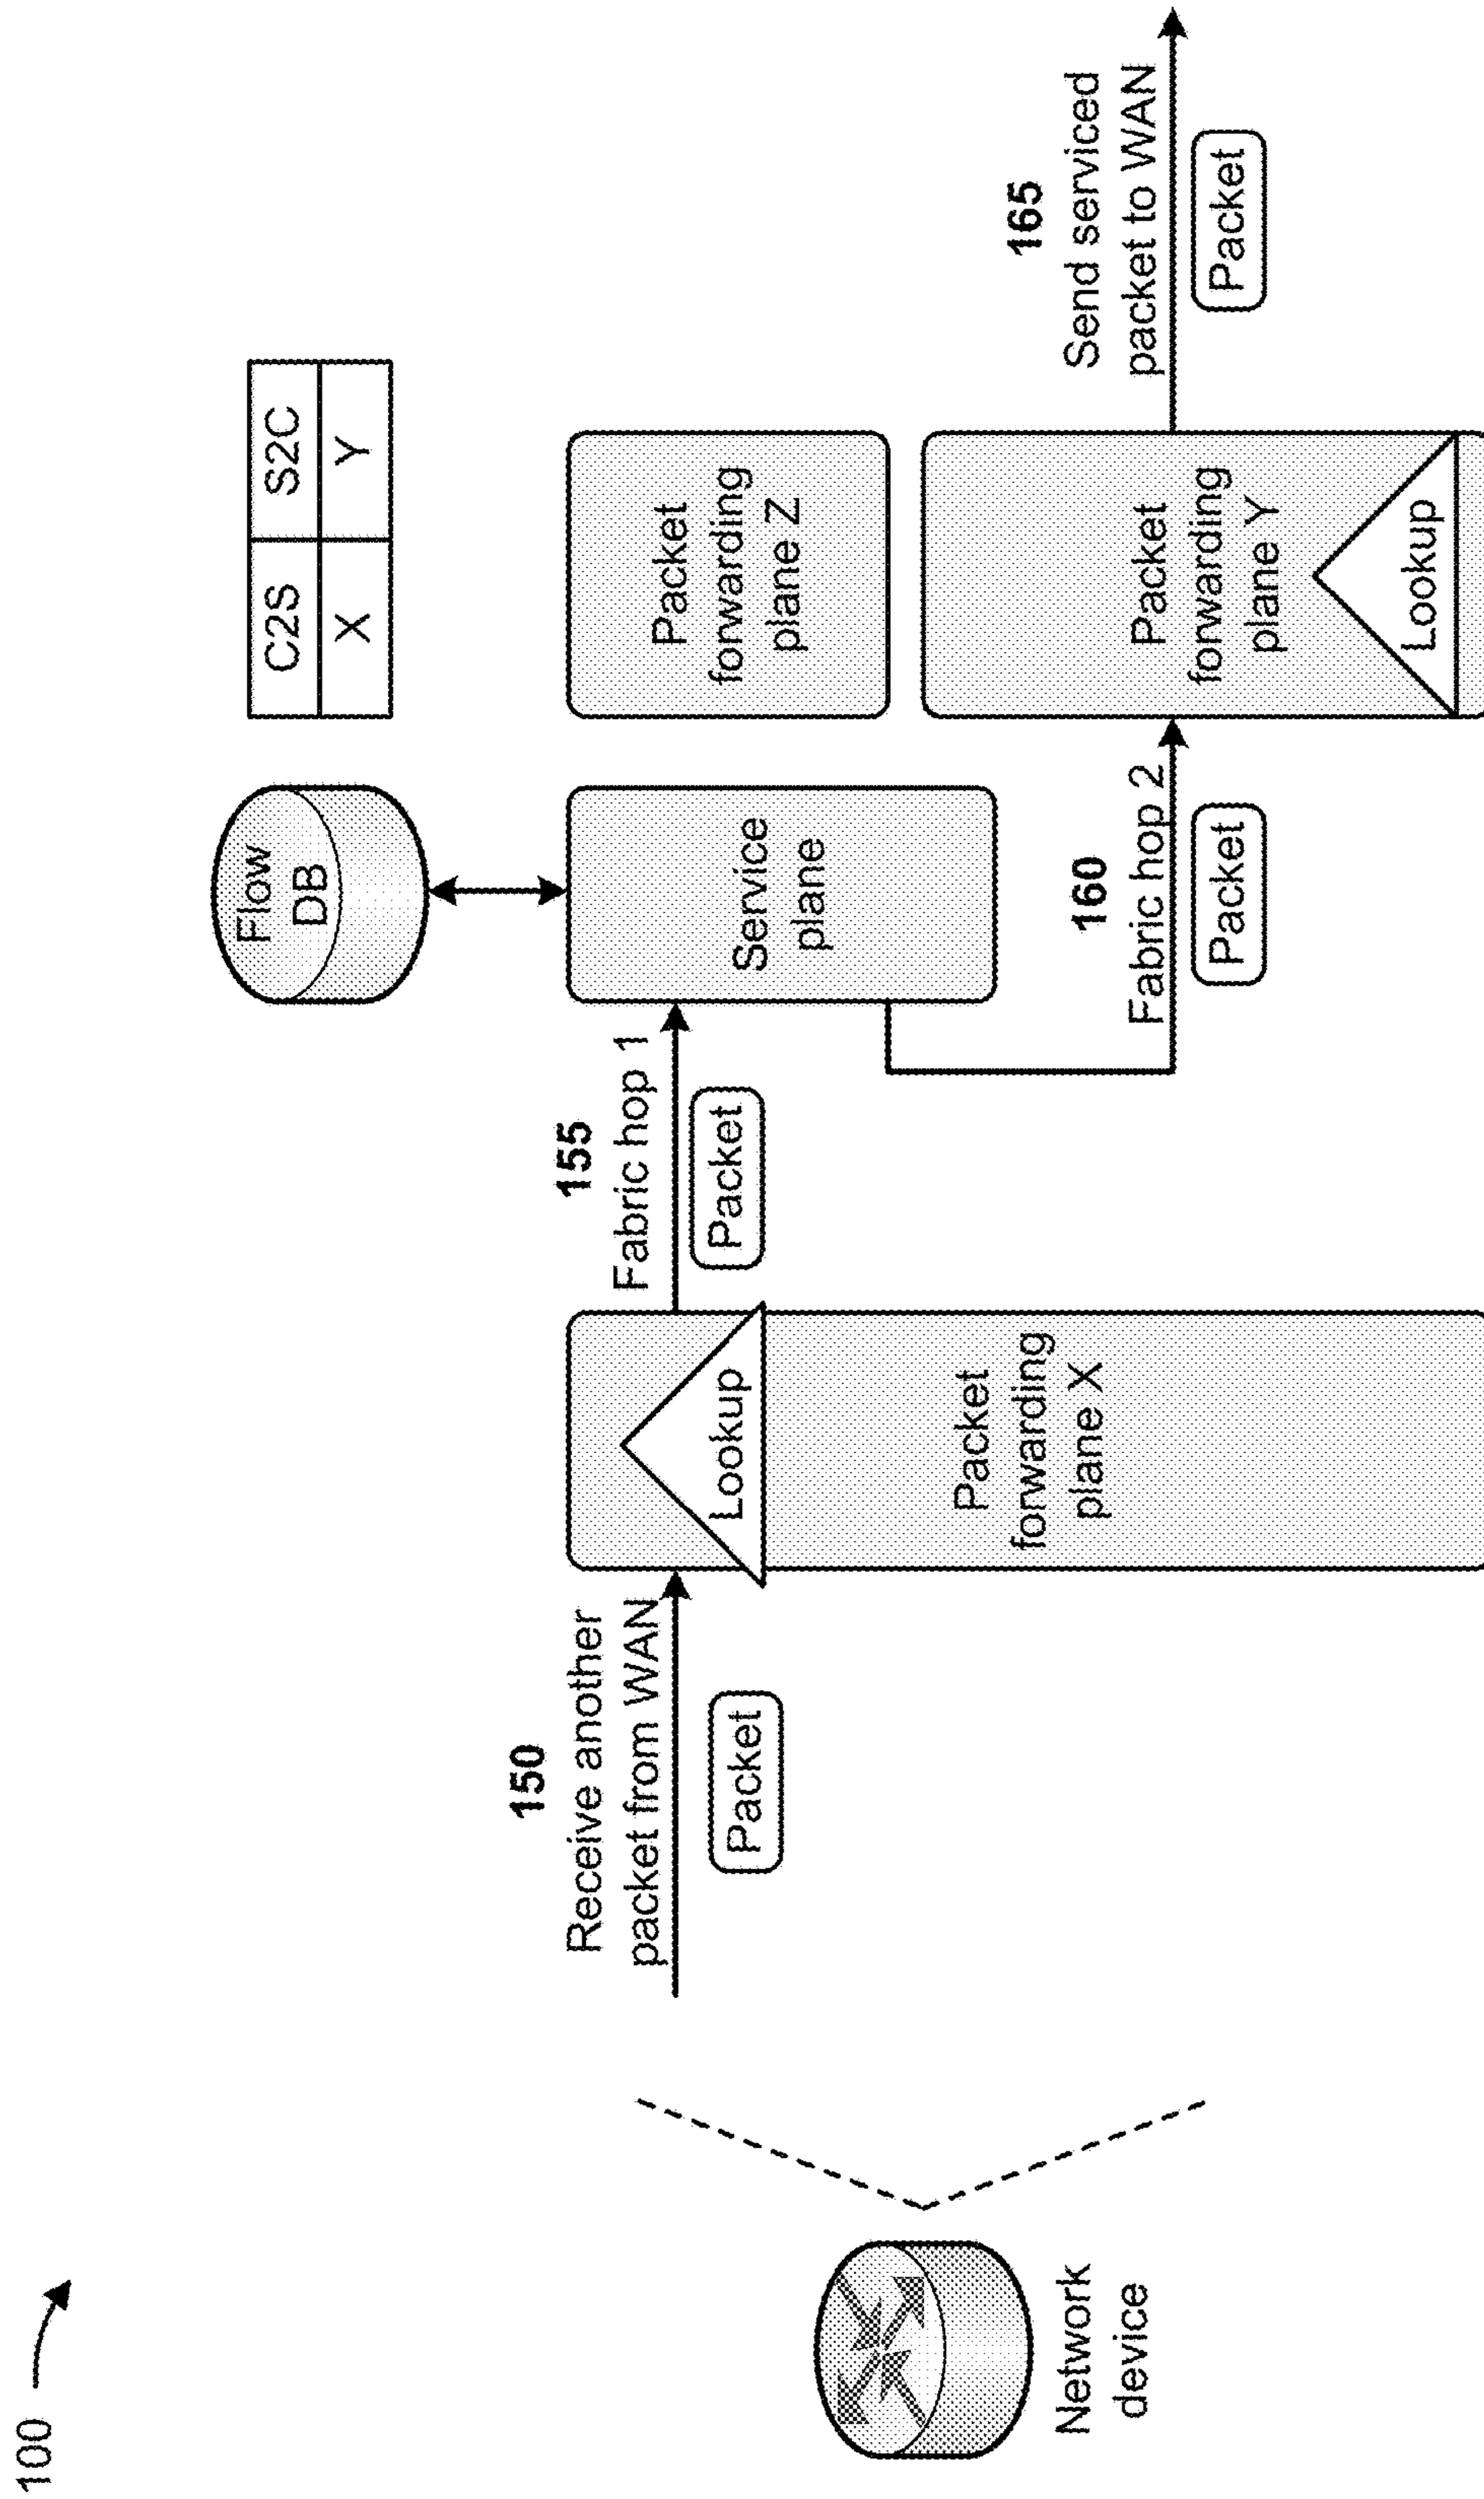 100
Network
device
150
Receive another
packet from WAN
Packet
Lookup
Packet
forwarding
plane X
155
Fabric hop 1
Packet
Flow
DB
Service
plane
160
Fabric hop 2
Packet
C2S S2C
X Y
Packet
forwarding
plane Z
Packet
forwarding
plane Y
Lookup
165
Send serviced
packet to WAN
Packet